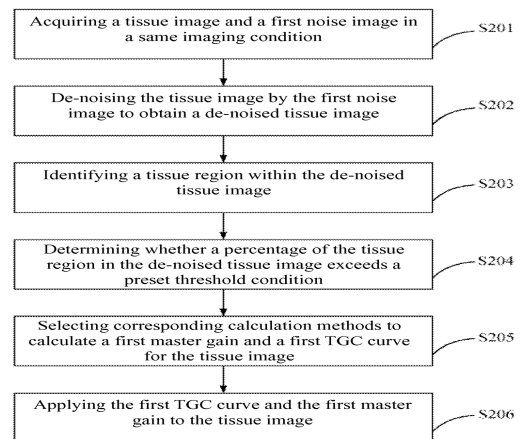 Acquiring a tissue image and a first noise image in
a same imaging condition
S201
De-noising the tissue image by the first noise
image to obtain a de-noised tissue image
S202
Identifying a tissue region within the de-noised
tissue image
S203
Determining whether a percentage of the tissue
region in the de-noised tissue image exceeds a
preset threshold condition
S204
Selecting corresponding calculation methods to
calculate a first master gain and a first TGC curve
for the tissue image
S205
Applying the first TGC curve and the first master
gain to the tissue image
S206